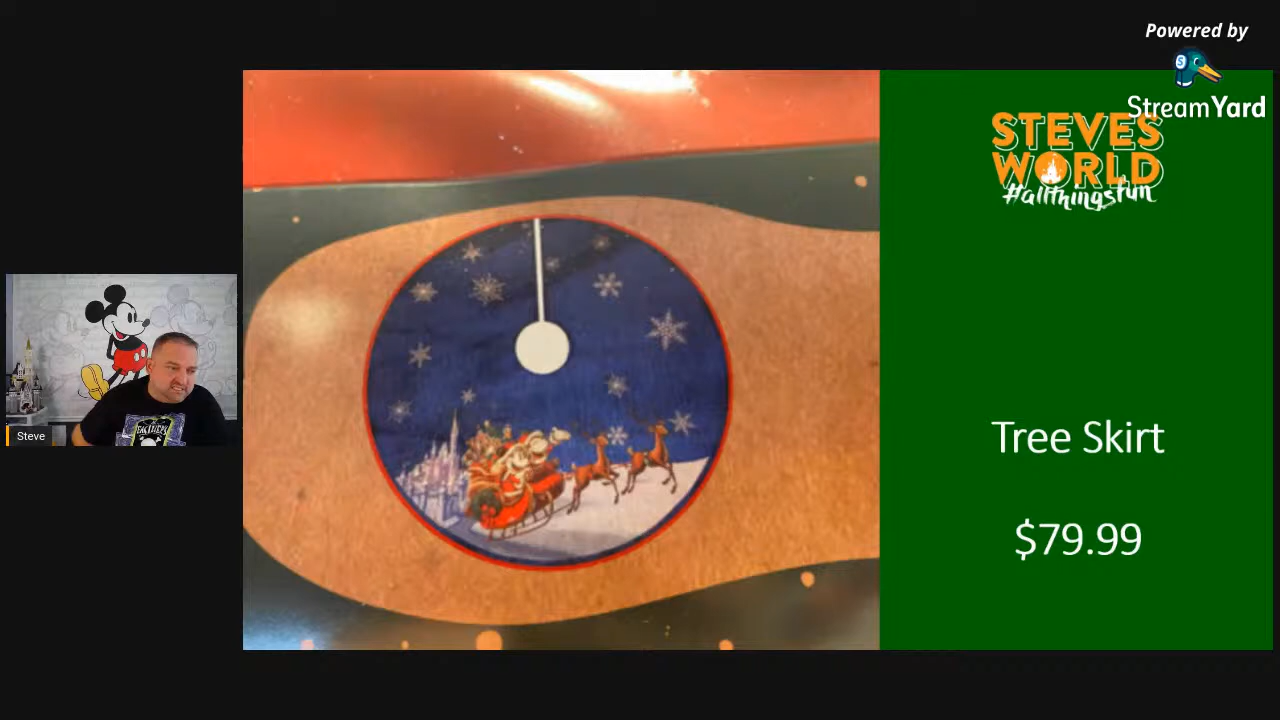 Powered by
StreamYard
STEVES
WORLD
#allthingsfun
Tree Skirt
$79.99
Steve